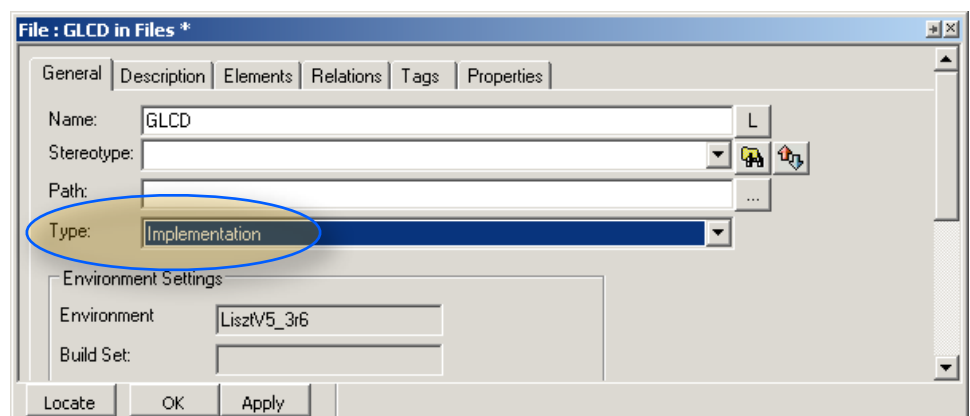 File : GLCD in Files *
General Description Elements Relations Tags Properties
Name: GLCD L
Stereotype:
Path: ...
Type: Implementation
Environment Settings
Environment LisztV5_3r6
Build Set:
Locate OK Apply